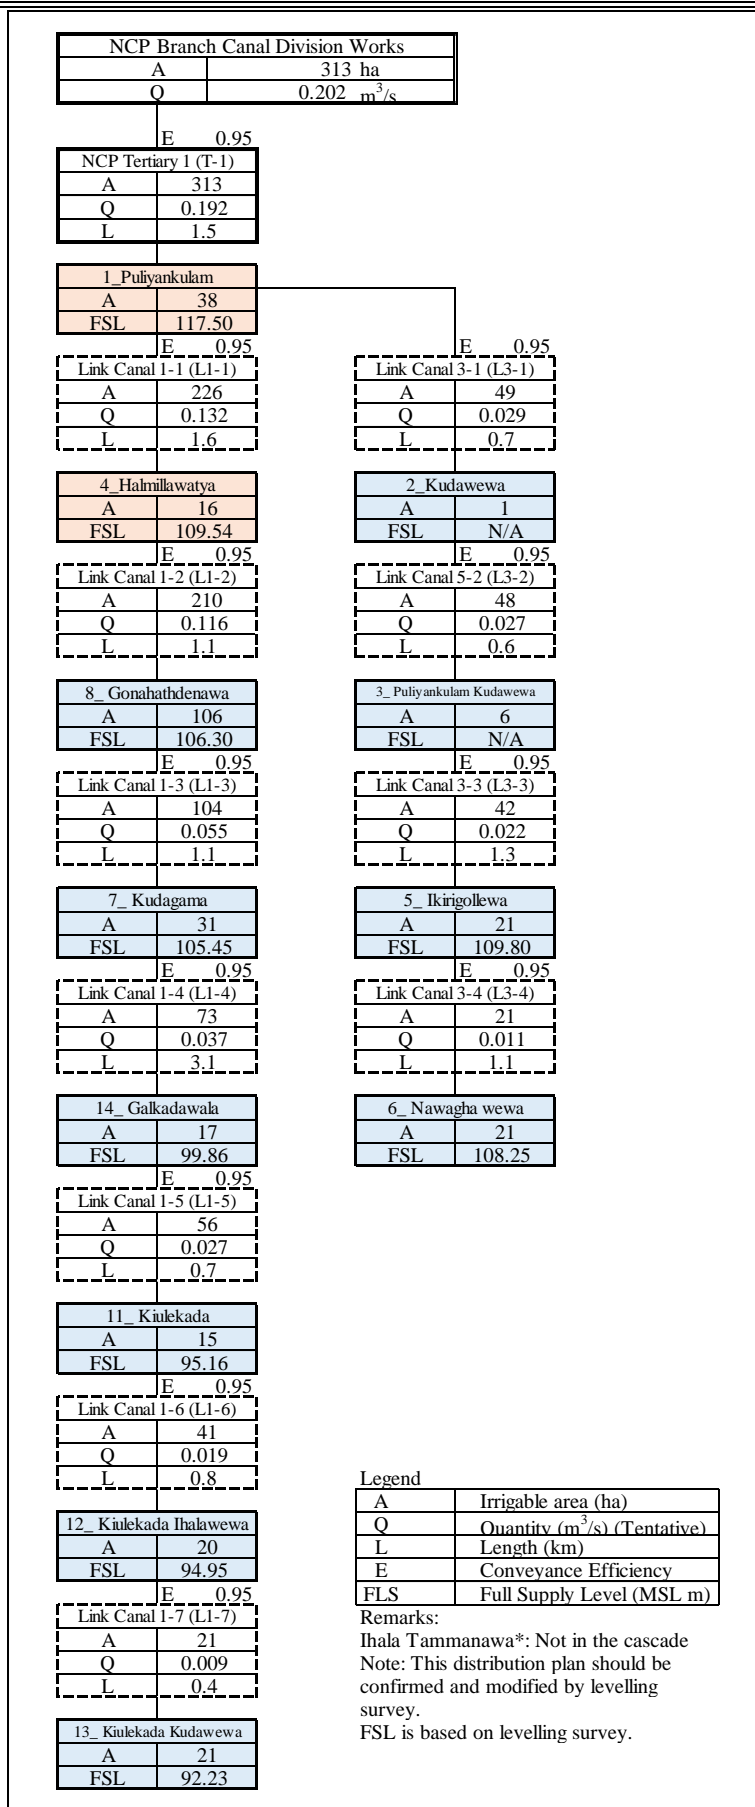 NCP Branch Canal Division Works
A 313 ha
Q 0.202 m³/s
E 0.95
NCP Tertiary 1 (T-1)
A 313
Q 0.192
L 1.5
1_Puliyankulam
A 38
FSL 117.50
E 0.95
Link Canal 1-1 (L1-1)
A 226
Q 0.132
L 1.6
4_Halmillawatya
A 16
FSL 109.54
E 0.95
Link Canal 1-2 (L1-2)
A 210
Q 0.116
L 1.1
8_ Gonahathdenawa
A 106
FSL 106.30
E 0.95
Link Canal 1-3 (L1-3)
A 104
Q 0.055
L 1.1
7_ Kudagama
A 31
FSL 105.45
E 0.95
Link Canal 1-4 (L1-4)
A 73
Q 0.037
L 3.1
14_ Galkadawala
A 17
FSL 99.86
E 0.95
Link Canal 1-5 (L1-5)
A 56
Q 0.027
L 0.7
11_ Kiulekada
A 15
FSL 95.16
E 0.95
Link Canal 1-6 (L1-6)
A 41
Q 0.019
L 0.8
12_ Kiulekada Ihalawewa
A 20
FSL 94.95
E 0.95
Link Canal 1-7 (L1-7)
A 21
Q 0.009
L 0.4
13_ Kiulekada Kudawewa
A 21
FSL 92.23
E 0.95
Link Canal 3-1 (L3-1)
A 49
Q 0.029
L 0.7
2_Kudawewa
A 1
FSL N/A
E 0.95
Link Canal 5-2 (L3-2)
A 48
Q 0.027
L 0.6
3_ Puliyankulam Kudawewa
A 6
FSL N/A
E 0.95
Link Canal 3-3 (L3-3)
A 42
Q 0.022
L 1.3
5_ Ikirigollewa
A 21
FSL 109.80
E 0.95
Link Canal 3-4 (L3-4)
A 21
Q 0.011
L 1.1
6_ Nawagha wewa
A 21
FSL 108.25
Legend
A Irrigable area (ha)
Q Quantity (m³/s) (Tentative)
L Length (km)
E Conveyance Efficiency
FLS Full Supply Level (MSL m)
Remarks:
Ihala Tammanawa*: Not in the cascade
Note: This distribution plan should be
confirmed and modified by levelling
survey.
FSL is based on levelling survey.